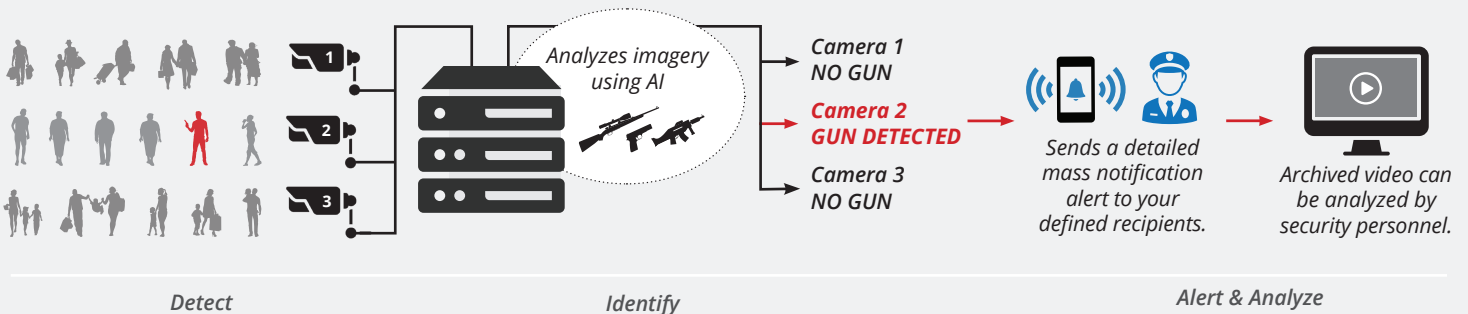 1
2
3
Analyzes imagery
using AI
Camera 1
NO GUN
Camera 2
GUN DETECTED
Camera 3
NO GUN
Sends a detailed
mass notification
alert to your
defined recipients.
Archived video can
be analyzed by
security personnel.
Detect
Identify
Alert & Analyze